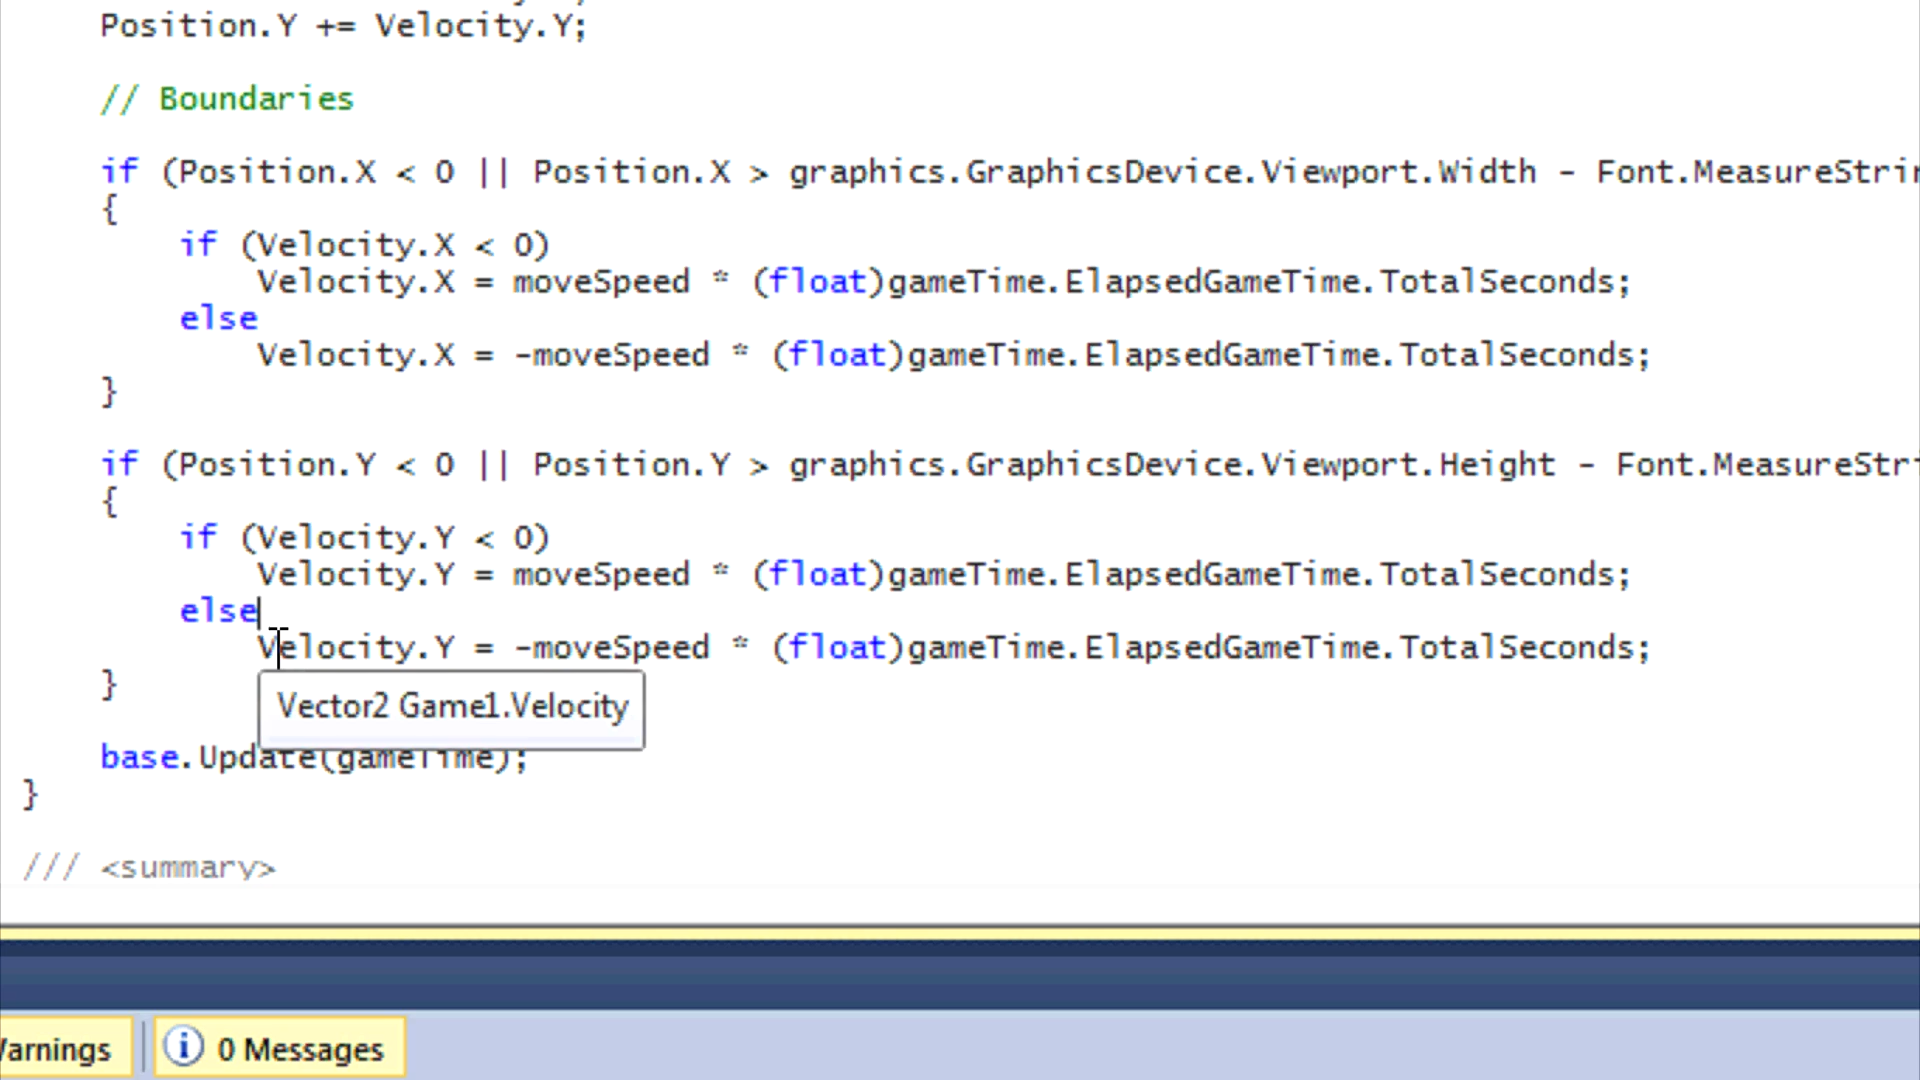 Position.Y += Velocity.Y;
// Boundaries
if (Position.X < 0 || Position.X > graphics.GraphicsDevice.Viewport.Width - Font.MeasureStrin
{
if (Velocity.X < 0)
Velocity.X = moveSpeed * (float)gameTime.ElapsedGameTime.TotalSeconds;
else
Velocity.X = -moveSpeed * (float)gameTime.ElapsedGameTime.TotalSeconds;
}
if (Position.Y < 0 || Position.Y > graphics.GraphicsDevice.Viewport.Height - Font.MeasureStri
{
if (Velocity.Y < 0)
Velocity.Y = moveSpeed * (float)gameTime.ElapsedGameTime.TotalSeconds;
else
Velocity.Y = -moveSpeed * (float)gameTime.ElapsedGameTime.TotalSeconds;
}
Vector2 Game1.Velocity
base.Update(gameTime);
}
/// <summary>
Warnings
0 Messages